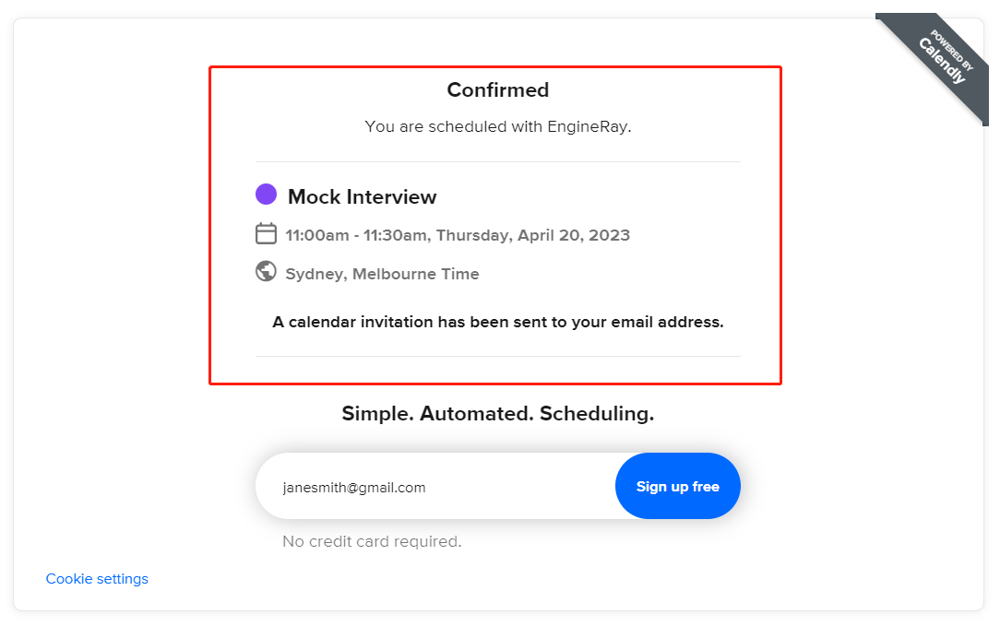 POWERED BY
Calendly
Confirmed
You are scheduled with EngineRay.
Mock Interview
11:00am - 11:30am, Thursday, April 20, 2023
Sydney, Melbourne Time
A calendar invitation has been sent to your email address.
Simple. Automated. Scheduling.
janesmith@gmail.com
Sign up free
No credit card required.
Cookie settings